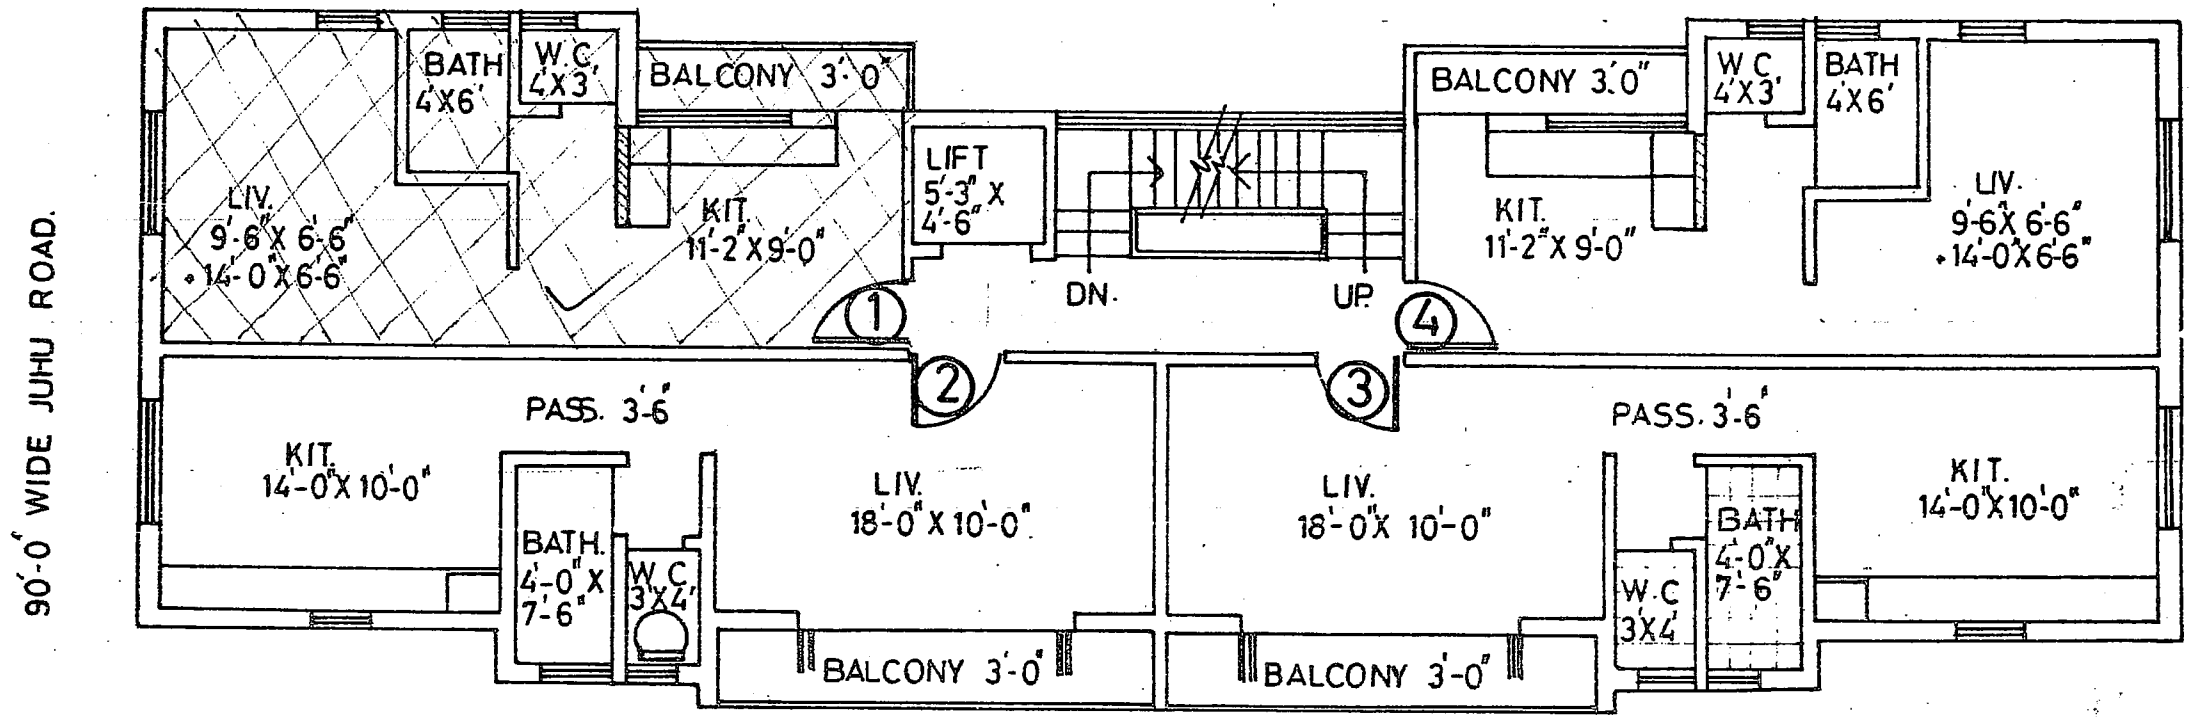 BATH
4'X6'
W.C
4'X3'
BALCONY 3'-0"
LIV.
9'-6"X 6'-6"
+14'-0"X6'-6"
KIT.
11'-2"X9'-0"
LIFT
5'-3" X
4'-6"
DN.
UP.
BALCONY 3'.0"
W.C
4'X3'
BATH
4'X6'
KIT.
11'-2"X9'-0"
LIV.
9'-6"X 6'-6"
+14'-0"X6'-6"
1
4
2
3
90'-0" WIDE JUHU ROAD.
PASS. 3'-6"
KIT.
14'-0"X10'-0"
BATH.
4'-0" X
7'-6"
W.C
3'X4'
LIV.
18'-0" X 10'-0"
BALCONY 3'-0"
LIV.
18'-0"X 10'-0"
BALCONY 3'-0"
PASS. 3'-6"
W.C
3'X4'
BATH
4'-0"X
7'-6"
KIT.
14'-0"X10'-0"